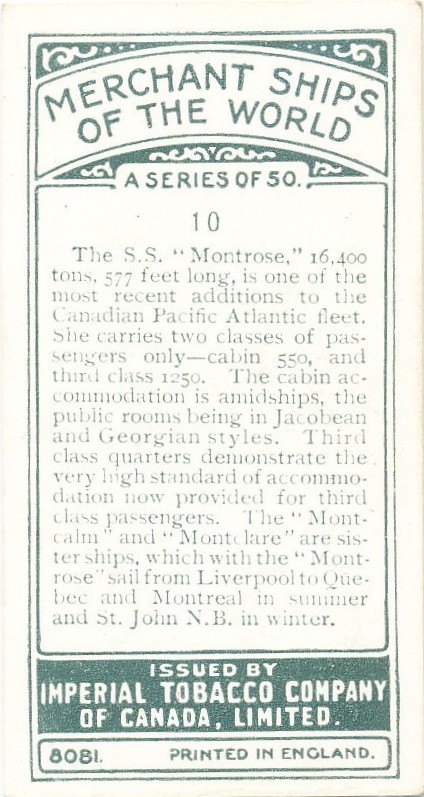 MERCHANT SHIPS
OF THE WORLD
A SERIES OF 50.
10
The S.S. "Montrose," 16,400
tons, 577 feet long, is one of the
most recent additions to the
Canadian Pacific Atlantic fleet.
She carries two classes of pas-
sengers only—cabin 550, and
third class 1250. The cabin ac-
commodation is amidships, the
public rooms being in Jacobean
and Georgian styles. Third
class quarters demonstrate the
very high standard of accommo-
dation now provided for third
class passengers. The "Mont-
calm" and "Montclare" are sis-
ter ships, which with the "Mont-
rose" sail from Liverpool to Que-
bec and Montreal in summer
and St. John N.B. in winter.
ISSUED BY
IMPERIAL TOBACCO COMPANY
OF CANADA, LIMITED.
8081. PRINTED IN ENGLAND.